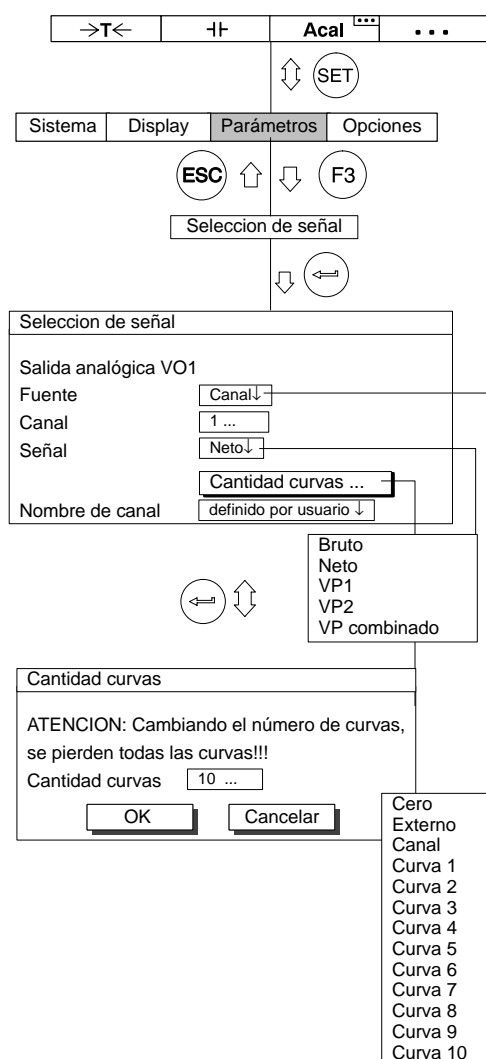 →T← ⊣⊢ Acal ...
SET
Sistema Display Parámetros Opciones
ESC F3
Seleccion de señal
Seleccion de señal
Salida analógica VO1
Fuente Canal↓
Canal 1 ...
Señal Neto↓
Cantidad curvas ...
Nombre de canal definido por usuario ↓
Bruto
Neto
VP1
VP2
VP combinado
Cantidad curvas
ATENCION: Cambiando el número de curvas,
se pierden todas las curvas!!!
Cantidad curvas 10 ...
OK Cancelar
Cero
Externo
Canal
Curva 1
Curva 2
Curva 3
Curva 4
Curva 5
Curva 6
Curva 7
Curva 8
Curva 9
Curva 10